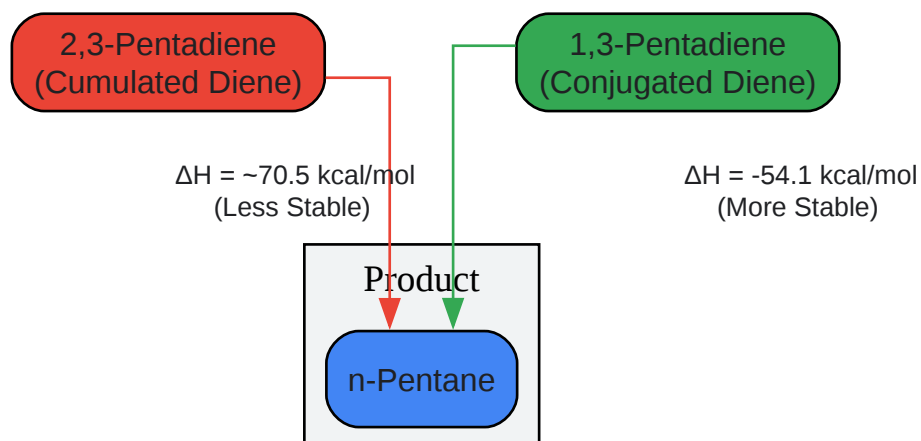 2,3-Pentadiene
(Cumulated Diene)
1,3-Pentadiene
(Conjugated Diene)
ΔH = ~70.5 kcal/mol
(Less Stable)
ΔH = -54.1 kcal/mol
(More Stable)
Product
n-Pentane